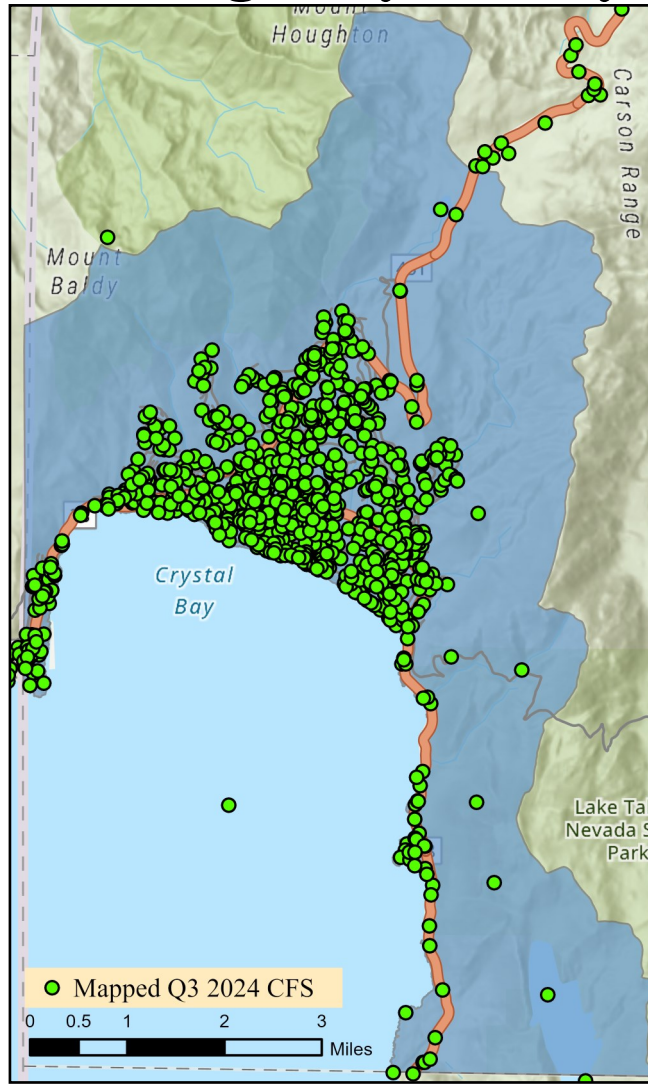 Mount
Houghton
Carson Range
Mount
Baldy
Crystal
Bay
Lake
Nevada
Park
Mapped Q3 2024 CFS
0 0.5 1 2 3
Miles